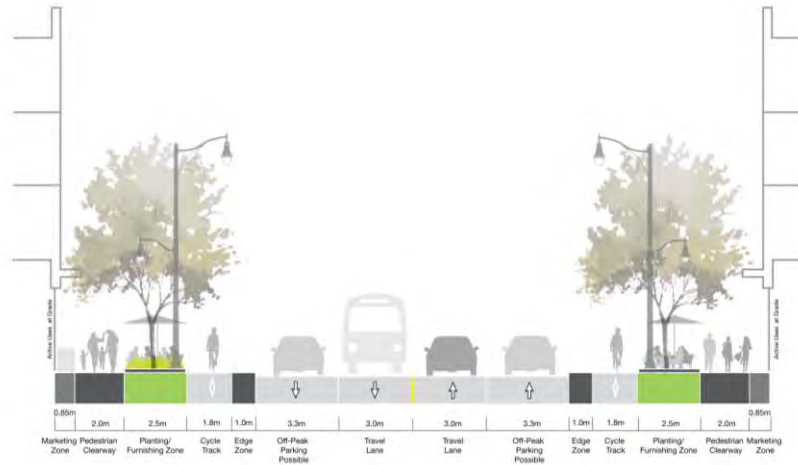 Active Uses at Grade
Active Uses at Grade
0.85m
2.0m
2.5m
1.8m
1.0m
3.3m
3.0m
3.0m
3.3m
1.0m
1.8m
2.5m
2.0m
0.85m
Marketing
Zone
Pedestrian
Clearway
Planting/
Furnishing Zone
Cycle
Track
Edge
Zone
Off-Peak
Parking
Possible
Travel
Lane
Travel
Lane
Off-Peak
Parking
Possible
Edge
Zone
Cycle
Track
Planting/
Furnishing Zone
Pedestrian
Clearway
Marketing
Zone